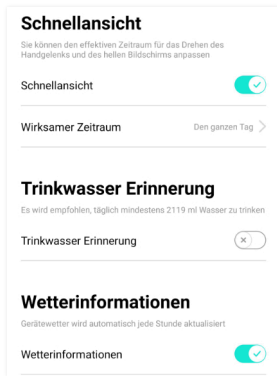 Schnellansicht
Sie können den effektiven Zeitraum für das Drehen des
Handgelenks und des hellen Bildschirms anpassen
Schnellansicht
Wirksamer Zeitraum Den ganzen Tag
Trinkwasser Erinnerung
Es wird empfohlen, täglich mindestens 2119 ml Wasser zu trinken
Trinkwasser Erinnerung
Wetterinformationen
Gerätewetter wird automatisch jede Stunde aktualisiert
Wetterinformationen